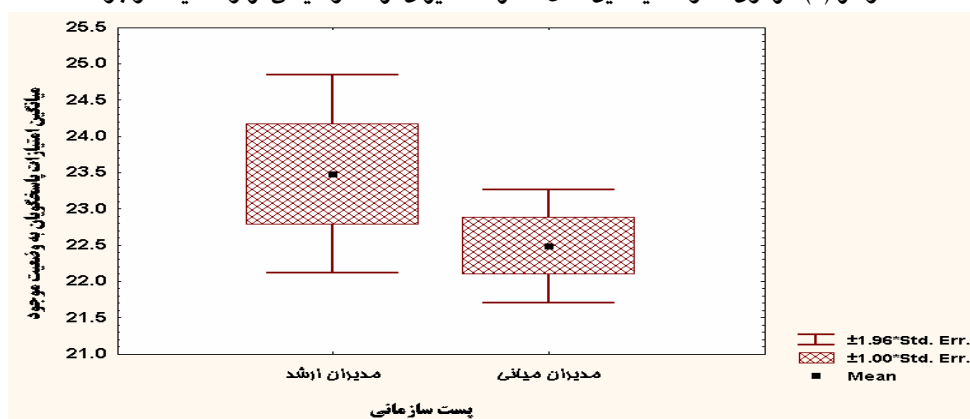 25.5
25.0
24.5
24.0
23.5
23.0
22.5
22.0
21.5
21.0
میانگین امتیازات پاسخگویان به وضعیت موجود
مدیران ارشد
مدیران میانی
پست سازمانی
±1.96*Std. Err.
±1.00*Std. Err.
Mean